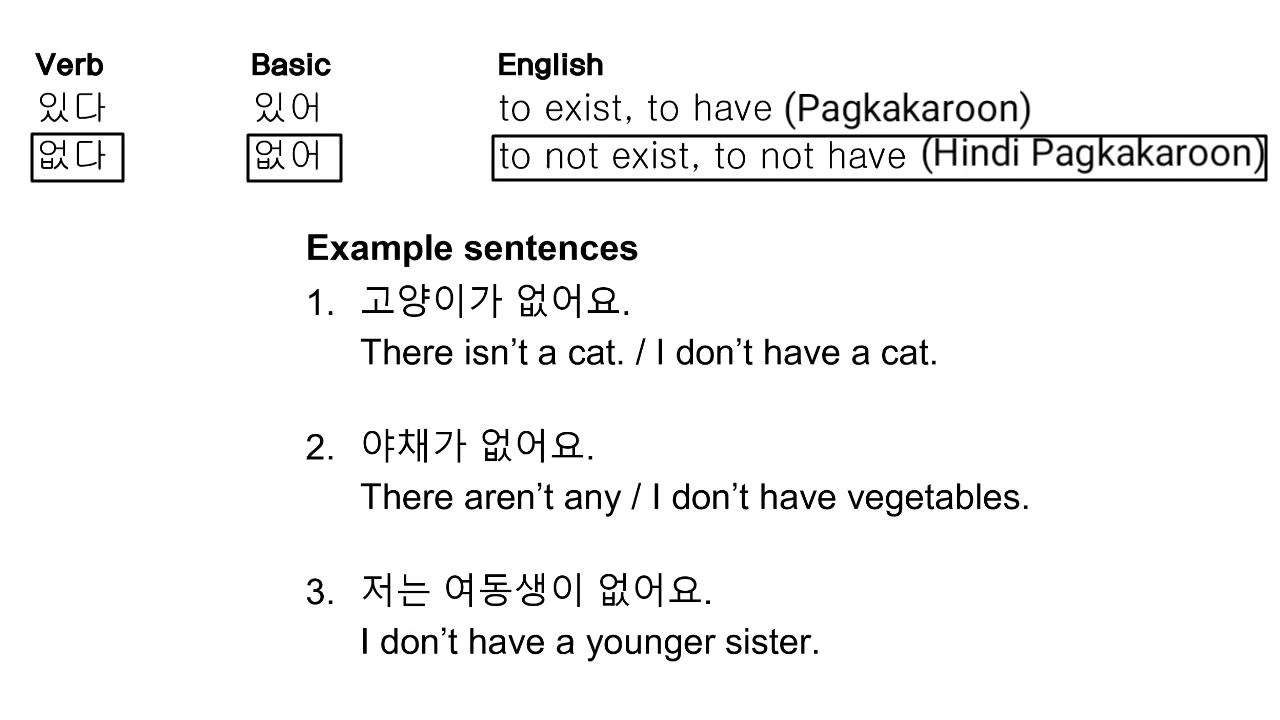 Verb Basic English
있다 있어 to exist, to have (Pagkakaroon)
없다 없어 to not exist, to not have (Hindi Pagkakaroon)
Example sentences
1. 고양이가 없어요.
There isn’t a cat. / I don’t have a cat.
2. 야채가 없어요.
There aren’t any / I don’t have vegetables.
3. 저는 여동생이 없어요.
I don’t have a younger sister.